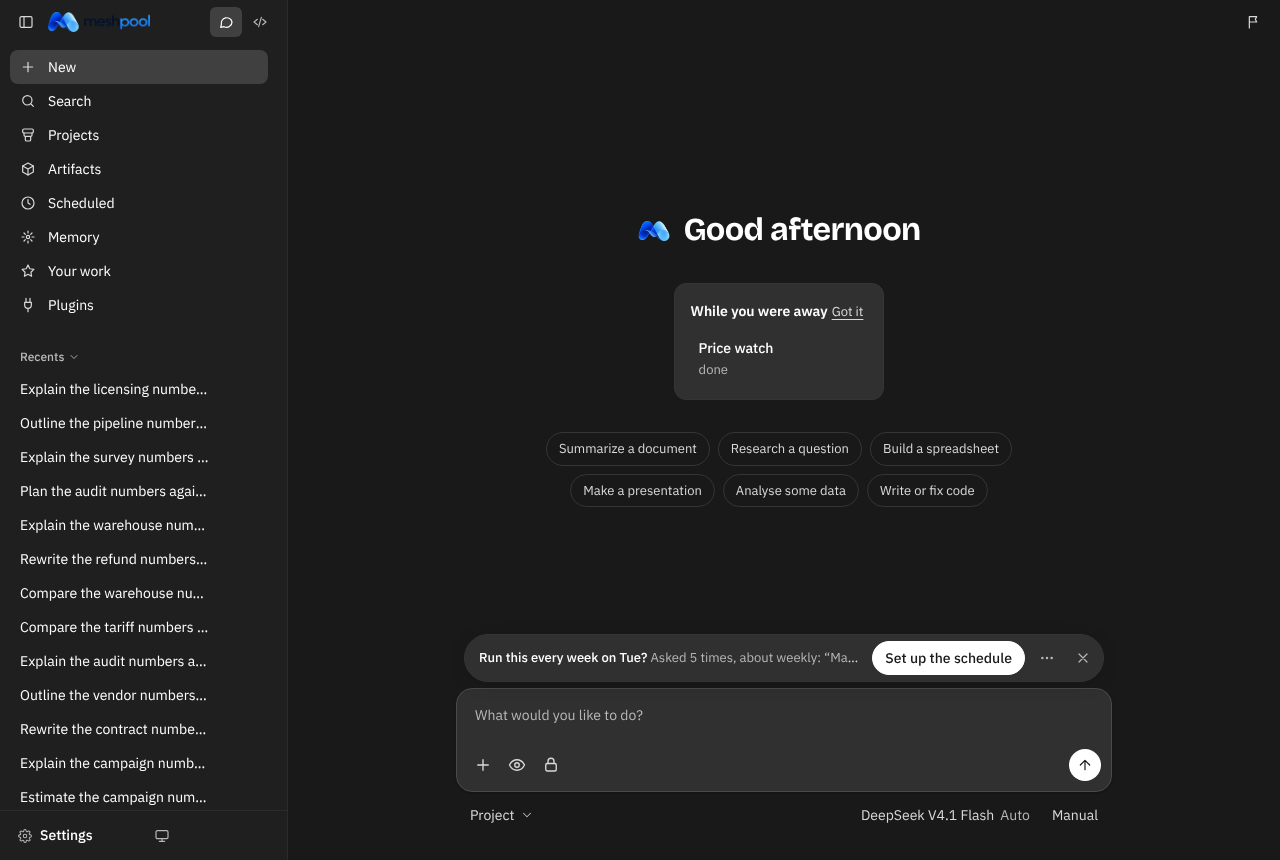 meshpool
New
Search
Projects
Artifacts
Scheduled
Memory
Your work
Plugins
Recents
Explain the licensing numbe...
Outline the pipeline number...
Explain the survey numbers ...
Plan the audit numbers agai...
Explain the warehouse num...
Rewrite the refund numbers...
Compare the warehouse nu...
Compare the tariff numbers ...
Explain the audit numbers a...
Outline the vendor numbers...
Rewrite the contract numbe...
Explain the campaign numb...
Estimate the campaign num...
Settings
Good afternoon
While you were away Got it
Price watch
done
Summarize a document Research a question Build a spreadsheet
Make a presentation Analyse some data Write or fix code
Run this every week on Tue? Asked 5 times, about weekly: “Ma... Set up the schedule
What would you like to do?
Project DeepSeek V4.1 Flash Auto Manual